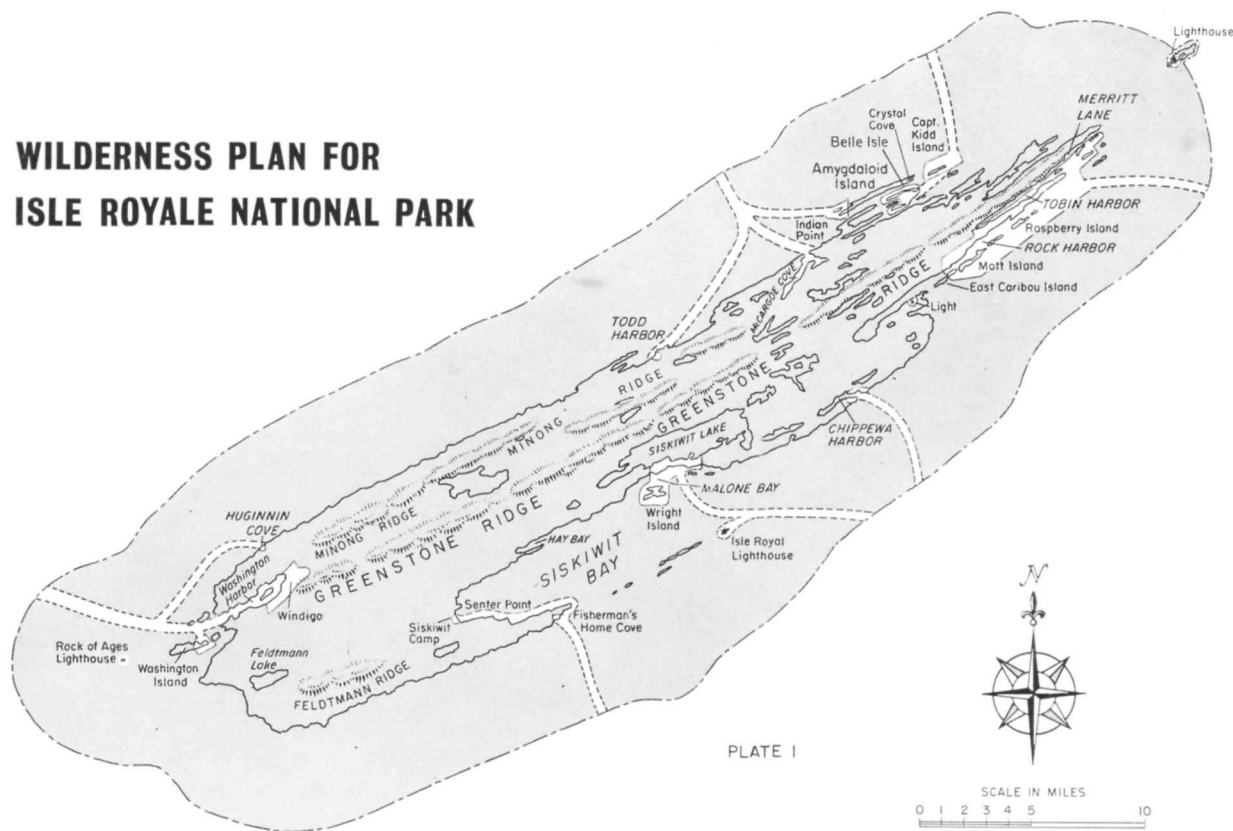 WILDERNESS PLAN FOR
ISLE ROYALE NATIONAL PARK
Lighthouse
MERRITT
LANE
Crystal
Cove
Capt.
Kidd
Island
Belle Isle
Amygdaloid
Island
Indian
Point
TOBIN HARBOR
Raspberry Island
ROCK HARBOR
Mott Island
East Caribou Island
Light
RIDGE
McCARGOE COVE
TODD
HARBOR
MINONG RIDGE
GREENSTONE
CHIPPEWA
HARBOR
SISKIWIT LAKE
MALONE BAY
Wright
Island
Isle Royal
Lighthouse
HUGINNIN
COVE
MINONG RIDGE
GREENSTONE RIDGE
HAY BAY
SISKIWIT
BAY
Washington
Harbor
Windigo
Senter Point
Fisherman's
Home Cove
Siskiwit
Camp
Rock of Ages
Lighthouse
Washington
Island
Feldtmann
Lake
FELDTMANN RIDGE
N
PLATE I
SCALE IN MILES
0 1 2 3 4 5 10